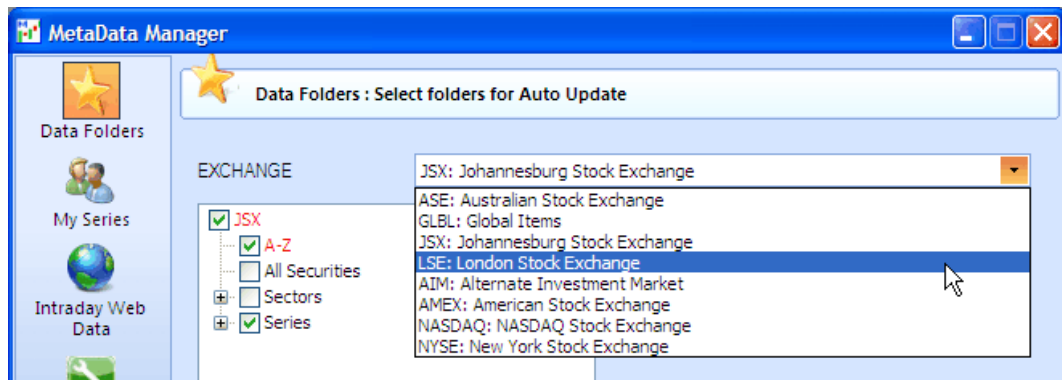 MetaData Manager
Data Folders : Select folders for Auto Update
Data Folders
EXCHANGE
JSX: Johannesburg Stock Exchange
ASE: Australian Stock Exchange
GLBL: Global Items
JSX: Johannesburg Stock Exchange
LSE: London Stock Exchange
AIM: Alternate Investment Market
AMEX: American Stock Exchange
NASDAQ: NASDAQ Stock Exchange
NYSE: New York Stock Exchange
My Series
JSX
A-Z
All Securities
Sectors
Series
Intraday Web
Data